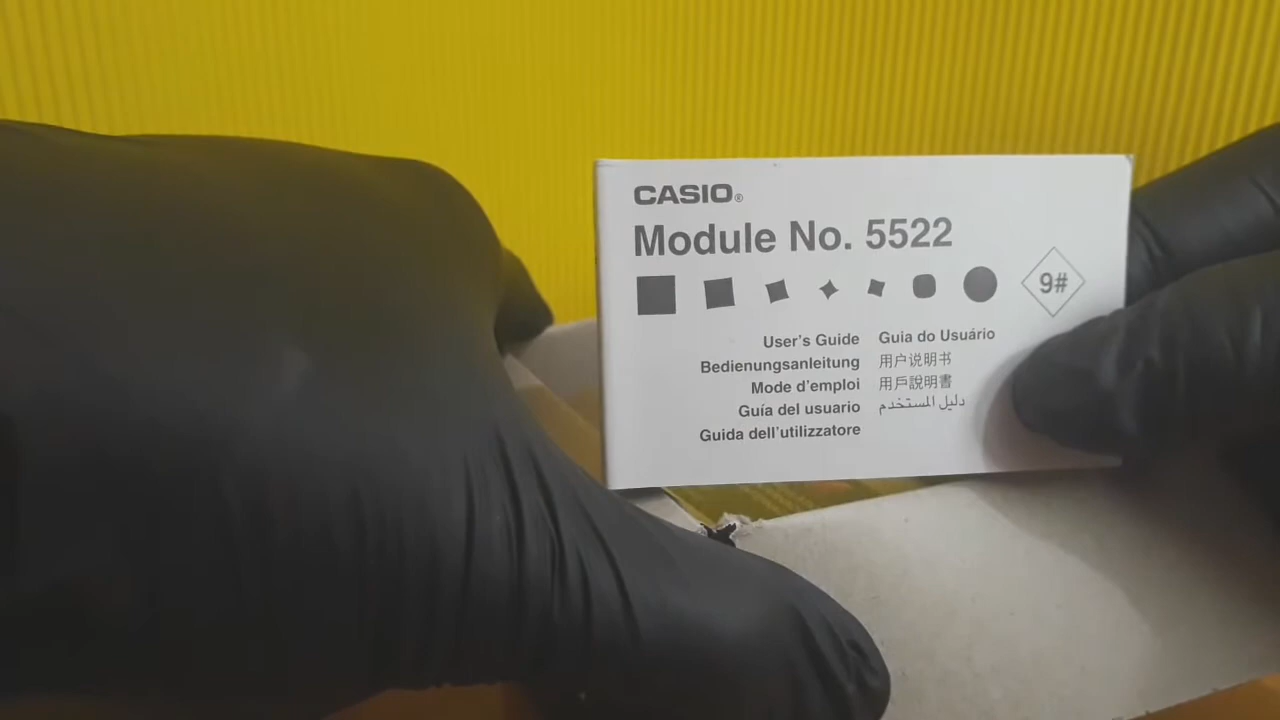 CASIO®
Module No. 5522
9#
User's Guide
Bedienungsanleitung
Mode d'emploi
Guía del usuario
Guida dell'utilizzatore
Guia do Usuário
用户说明书
用戶說明書
دليل المستخدم